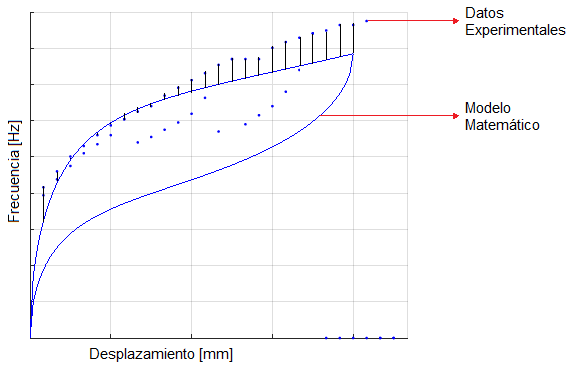 Datos
Experimentales
Modelo
Matemático
Frecuencia [Hz]
Desplazamiento [mm]